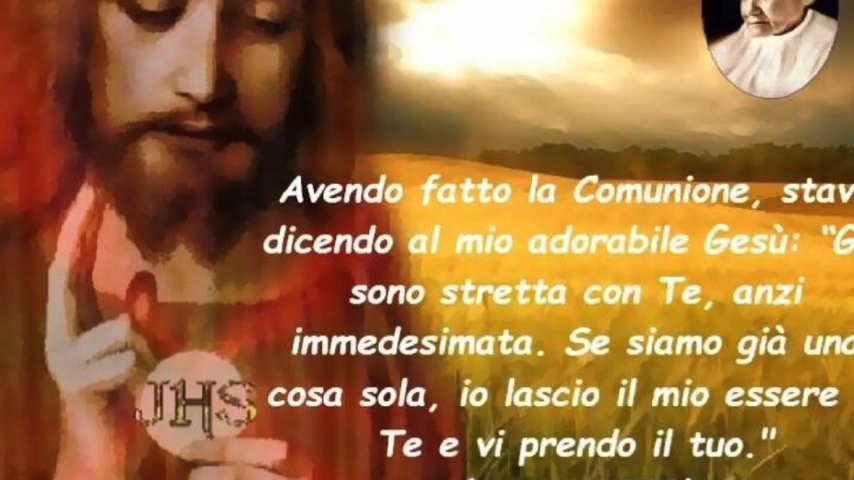 Avendo fatto la Comunione, stav
dicendo al mio adorabile Gesù: "G
sono stretta con Te, anzi
immedesimata. Se siamo già una
cosa sola, io lascio il mio essere
Te e vi prendo il tuo."
JHS